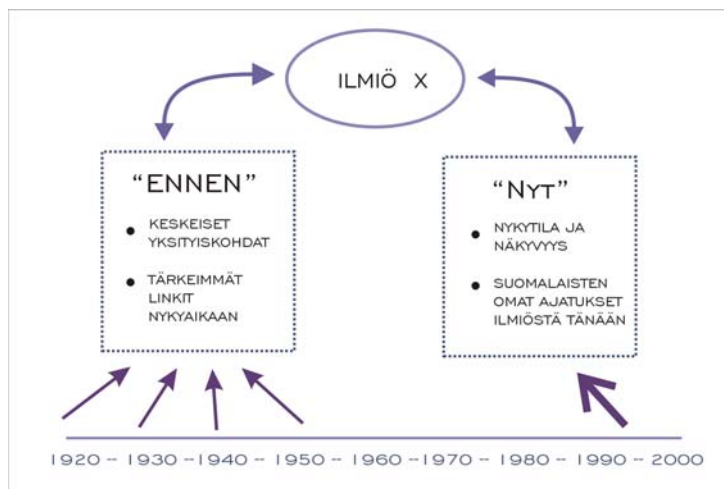 ILMIÖ X
“ENNEN”
• KESKEISET
YKSITYISKOHDAT
• TÄRKEIMMÄT
LINKIT
NYKYAIKAAN
“NYT”
• NYKYTILA JA
NÄKYVYYS
• SUOMALAISTEN
OMAT AJATUKSET
ILMIÖSTÄ TÄNÄÄN
1920 -- 1930 --1940 -- 1950 -- 1960 --1970 -- 1980 -- 1990 -- 2000